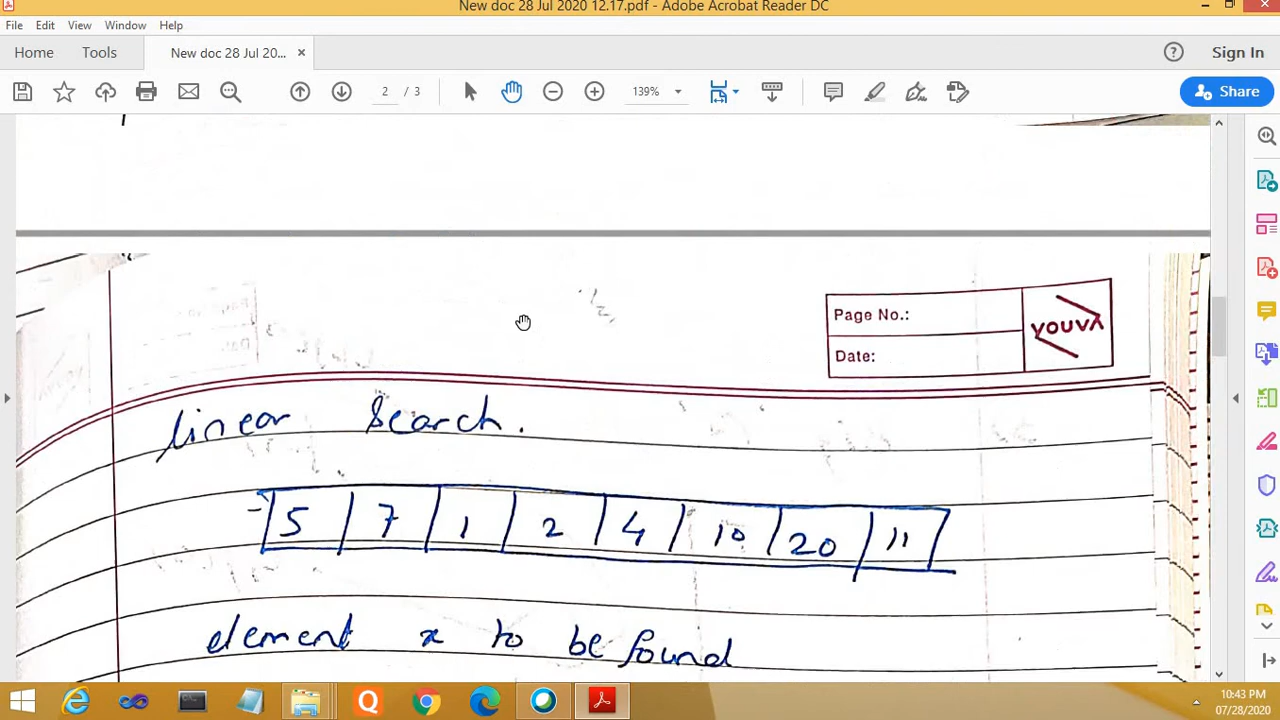 New doc 28 Jul 2020 12.17.pdf - Adobe Acrobat Reader DC
File Edit View Window Help
Home Tools New doc 28 Jul 20... × ? Sign In
2 / 3 139% Share
Page No.:
Date:
YOUVA
linear Search.
5 7 1 2 4 10 20 11
element x to be found
10:43 PM
07/28/2020